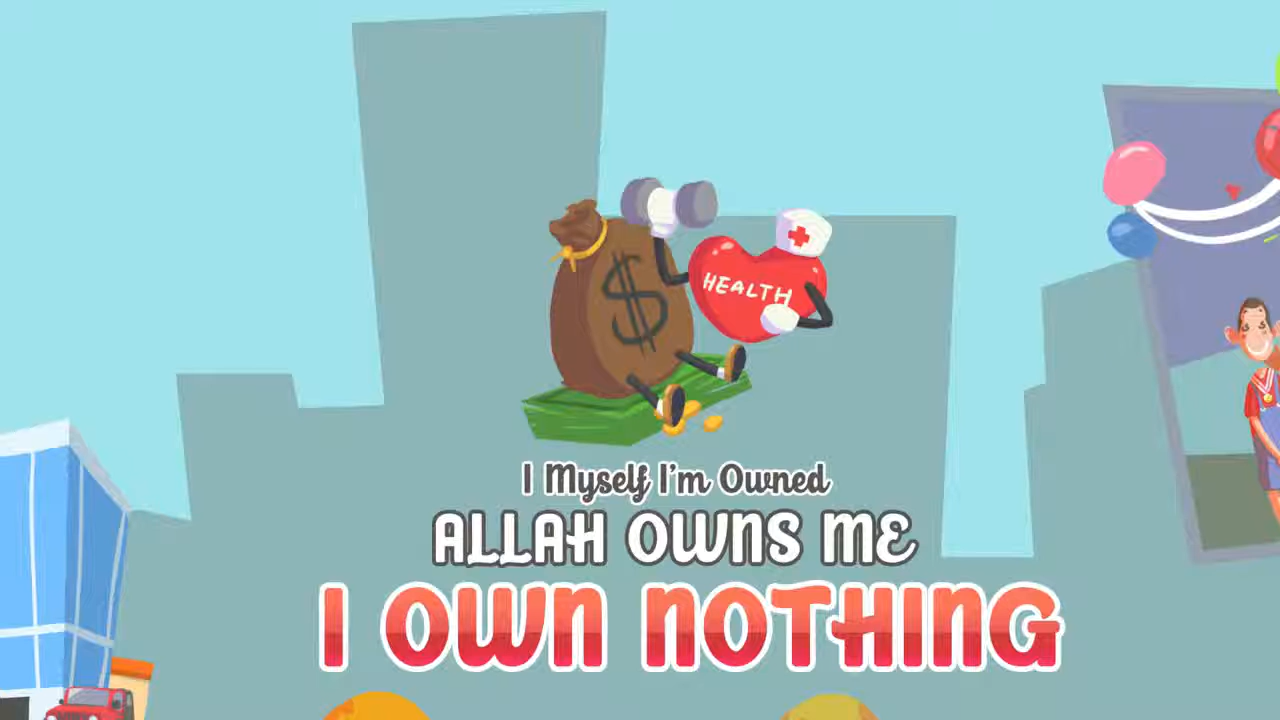 $
HEALTH
I Myself I'm Owned
ALLAH OWNS ME
I OWN NOTHING